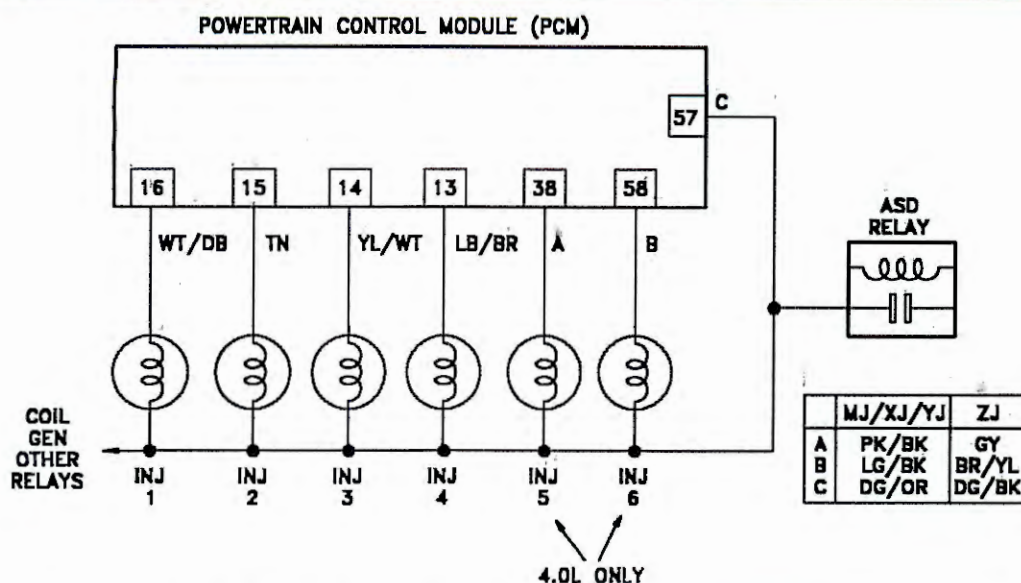 POWERTRAIN CONTROL MODULE (PCM)
57 C
16 15 14 13 38 58
WT/DB TN YL/WT LB/BR A B
ASD
RELAY
COIL
GEN
OTHER
RELAYS
INJ INJ INJ INJ INJ INJ
1 2 3 4 5 6
4.0L ONLY
MJ/XJ/YJ ZJ
A PK/BK GY
B LG/BK BR/YL
C DG/OR DG/BK